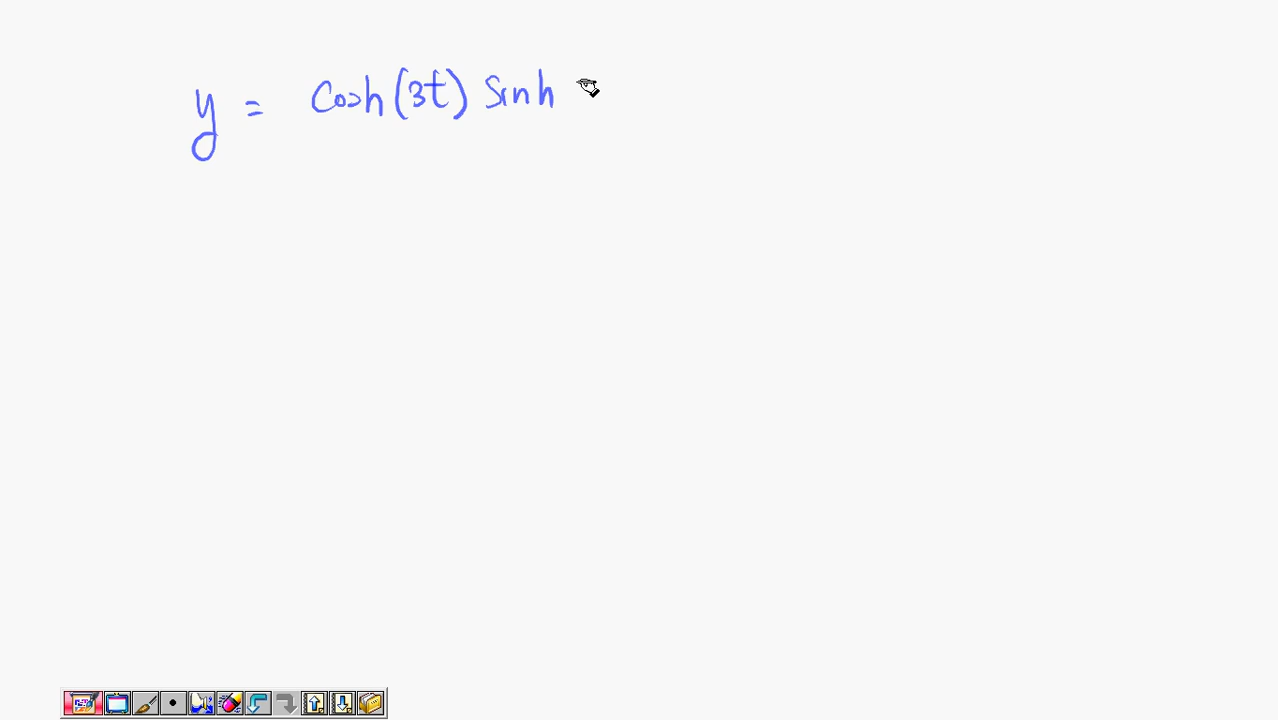 y = cosh (3t) sinh